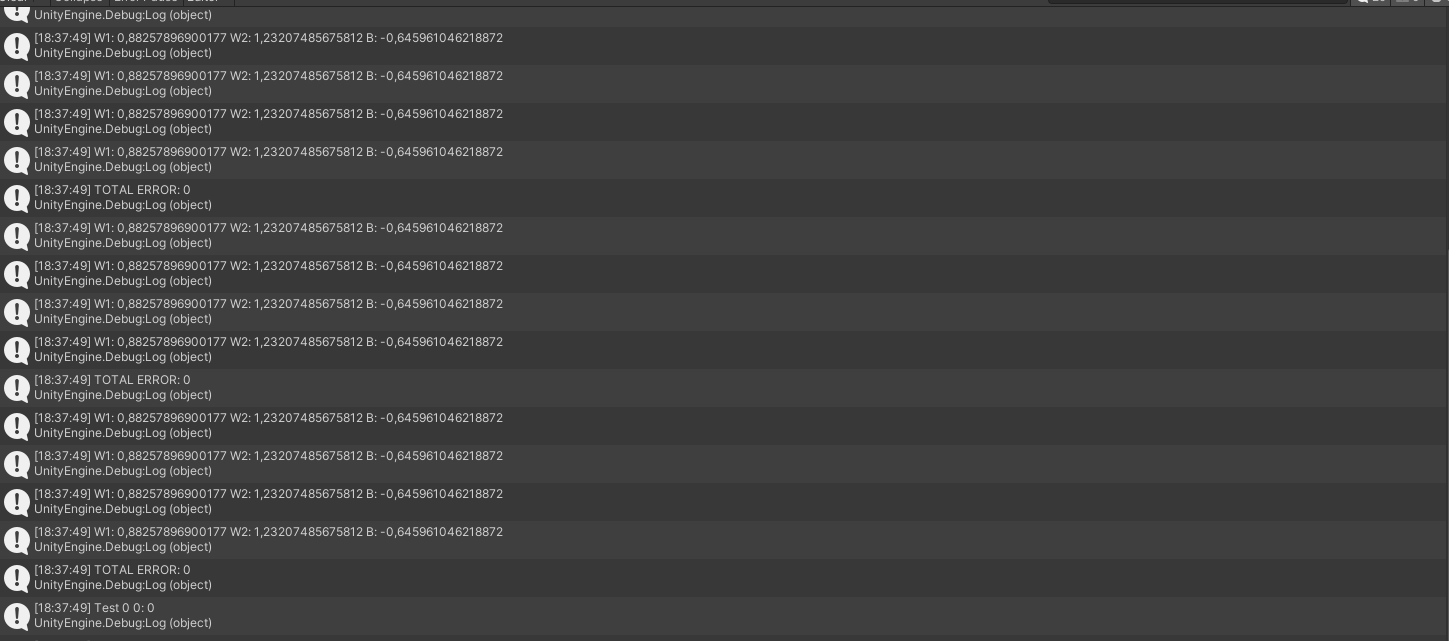 Collapse Error Pause Editor
UnityEngine.Debug:Log (object)
[18:37:49] W1: 0,88257896900177 W2: 1,23207485675812 B: -0,645961046218872
UnityEngine.Debug:Log (object)
[18:37:49] W1: 0,88257896900177 W2: 1,23207485675812 B: -0,645961046218872
UnityEngine.Debug:Log (object)
[18:37:49] W1: 0,88257896900177 W2: 1,23207485675812 B: -0,645961046218872
UnityEngine.Debug:Log (object)
[18:37:49] W1: 0,88257896900177 W2: 1,23207485675812 B: -0,645961046218872
UnityEngine.Debug:Log (object)
[18:37:49] TOTAL ERROR: 0
UnityEngine.Debug:Log (object)
[18:37:49] W1: 0,88257896900177 W2: 1,23207485675812 B: -0,645961046218872
UnityEngine.Debug:Log (object)
[18:37:49] W1: 0,88257896900177 W2: 1,23207485675812 B: -0,645961046218872
UnityEngine.Debug:Log (object)
[18:37:49] W1: 0,88257896900177 W2: 1,23207485675812 B: -0,645961046218872
UnityEngine.Debug:Log (object)
[18:37:49] W1: 0,88257896900177 W2: 1,23207485675812 B: -0,645961046218872
UnityEngine.Debug:Log (object)
[18:37:49] TOTAL ERROR: 0
UnityEngine.Debug:Log (object)
[18:37:49] W1: 0,88257896900177 W2: 1,23207485675812 B: -0,645961046218872
UnityEngine.Debug:Log (object)
[18:37:49] W1: 0,88257896900177 W2: 1,23207485675812 B: -0,645961046218872
UnityEngine.Debug:Log (object)
[18:37:49] W1: 0,88257896900177 W2: 1,23207485675812 B: -0,645961046218872
UnityEngine.Debug:Log (object)
[18:37:49] W1: 0,88257896900177 W2: 1,23207485675812 B: -0,645961046218872
UnityEngine.Debug:Log (object)
[18:37:49] TOTAL ERROR: 0
UnityEngine.Debug:Log (object)
[18:37:49] Test 0 0: 0
UnityEngine.Debug:Log (object)